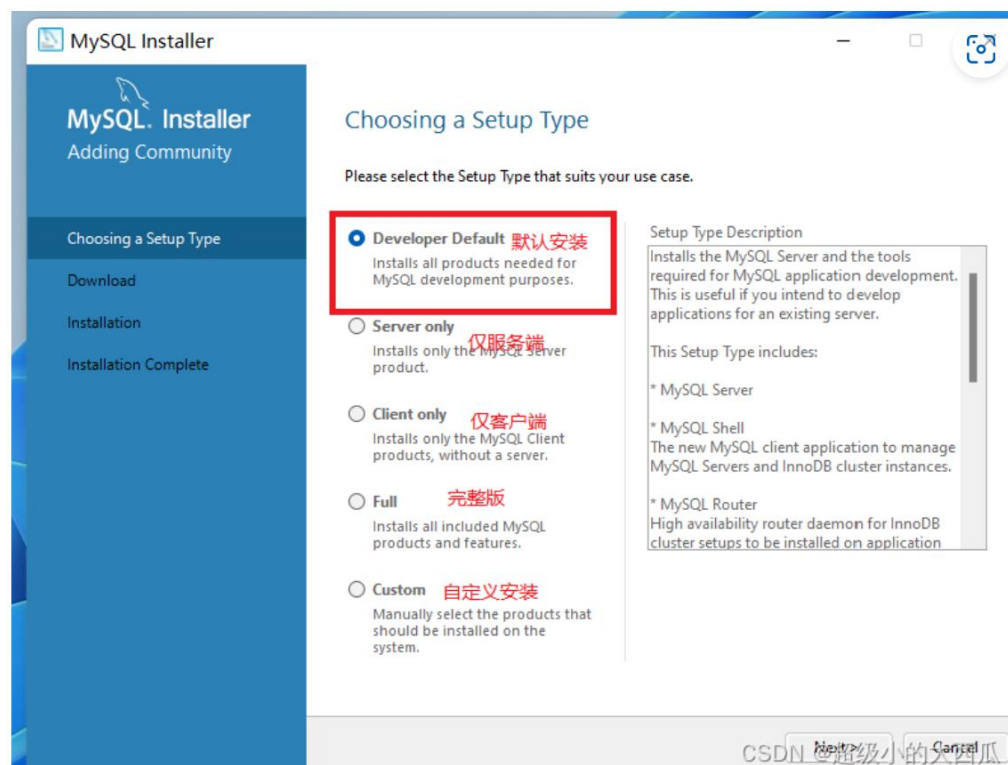 MySQL Installer
MySQL. Installer
Adding Community
Choosing a Setup Type
Download
Installation
Installation Complete
Choosing a Setup Type
Please select the Setup Type that suits your use case.
Developer Default 默认安装
Installs all products needed for
MySQL development purposes.
Server only
仅服务端
Installs only the MySQL Server
product.
Client only
仅客户端
Installs only the MySQL Client
products, without a server.
Full 完整版
Installs all included MySQL
products and features.
Custom 自定义安装
Manually select the products that
should be installed on the
system.
Setup Type Description
Installs the MySQL Server and the tools
required for MySQL application development.
This is useful if you intend to develop
applications for an existing server.
This Setup Type includes:
* MySQL Server
* MySQL Shell
The new MySQL client application to manage
MySQL Servers and InnoDB cluster instances.
* MySQL Router
High availability router daemon for InnoDB
cluster setups to be installed on application
Next >
Cancel
CSDN @超级小的大西瓜